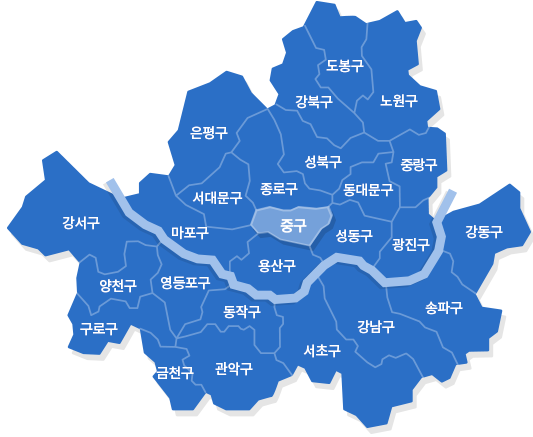 도봉구
강북구
노원구
은평구
성북구
중랑구
종로구
동대문구
서대문구
강서구
마포구
중구
성동구
광진구
강동구
용산구
양천구
영등포구
동작구
송파구
구로구
강남구
서초구
금천구
관악구